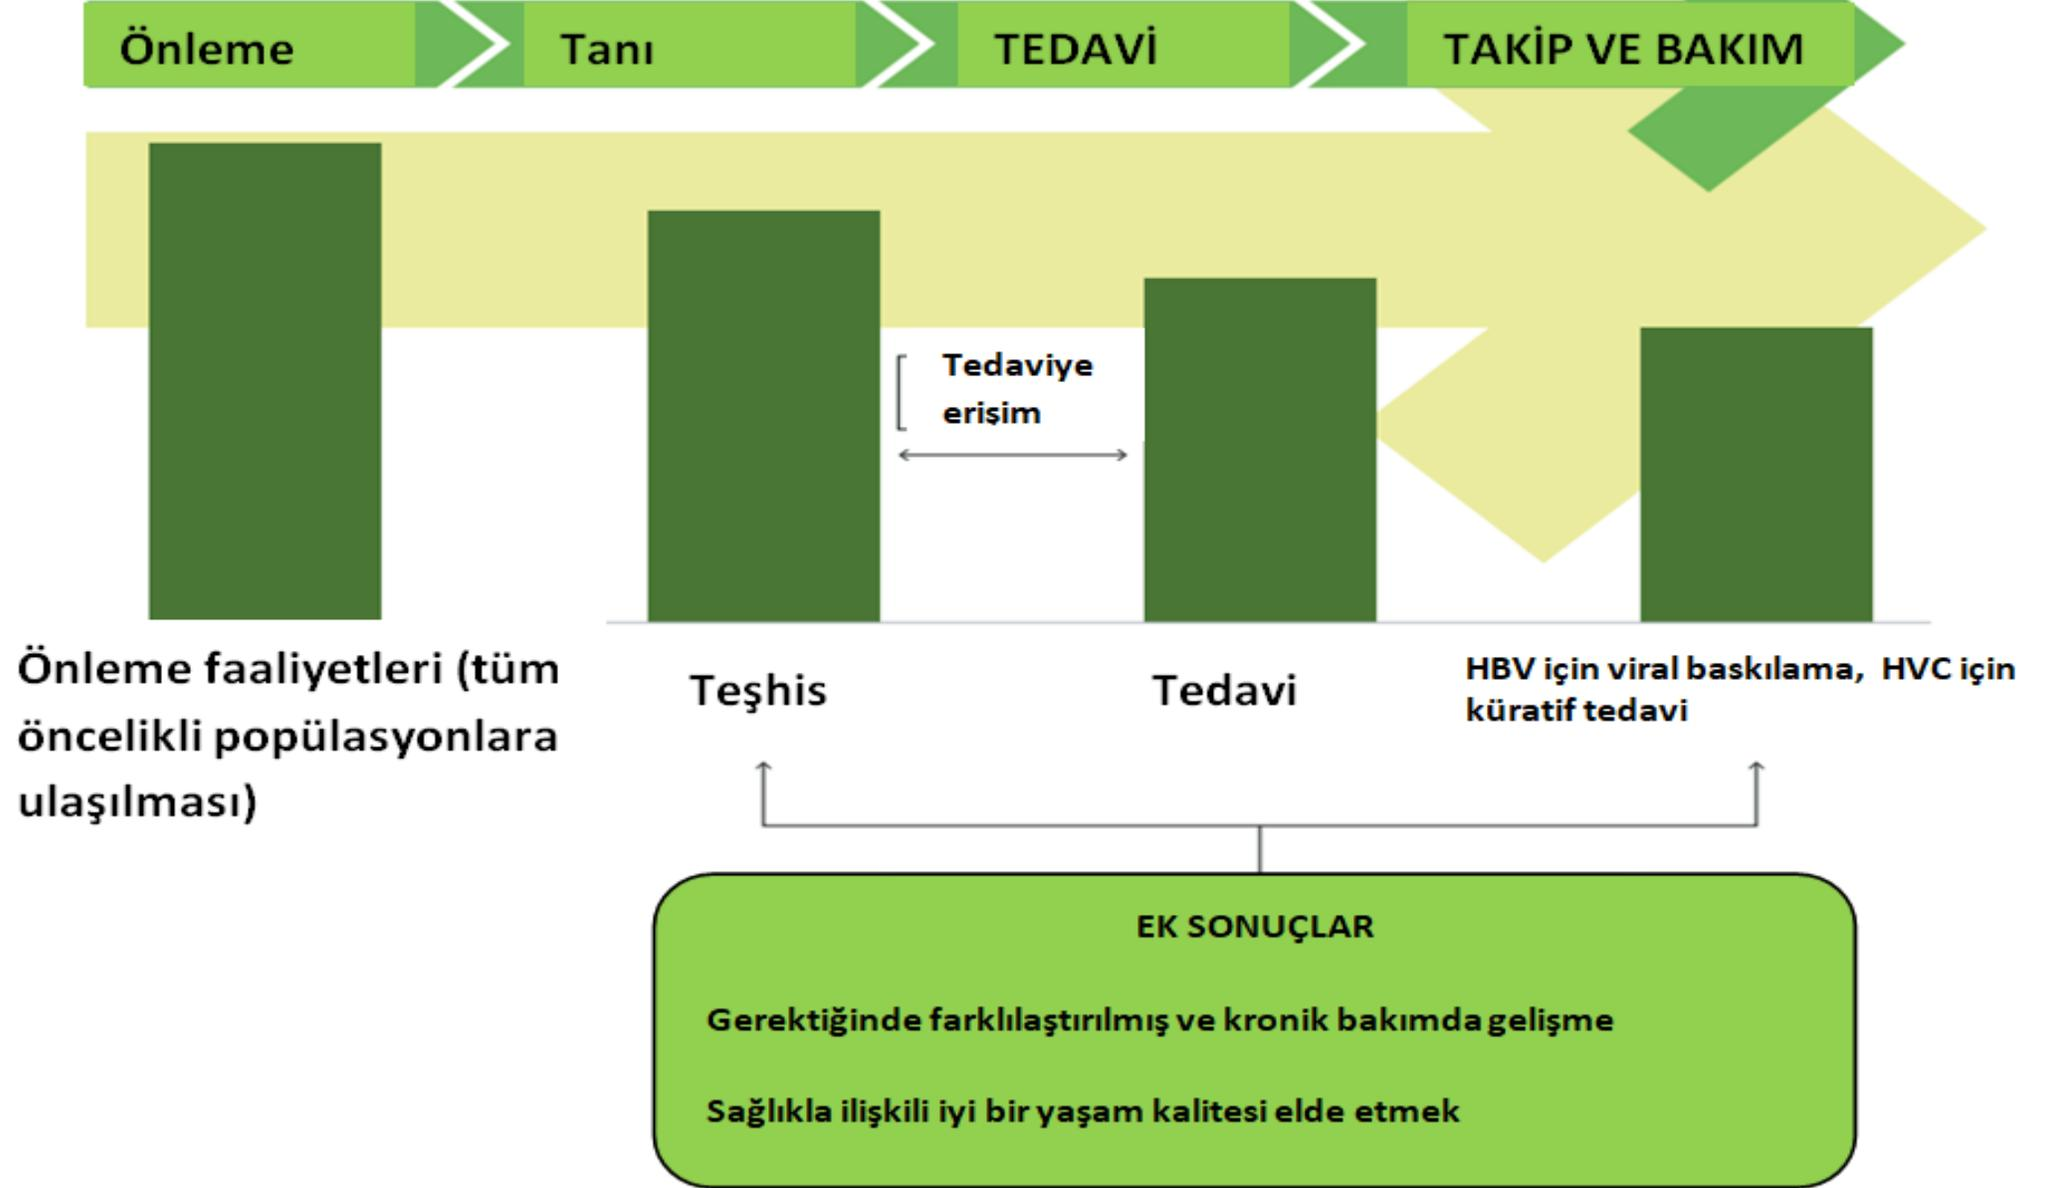 Önleme
Tanı
TEDAVİ
TAKİP VE BAKIM
Tedaviye
erişim
Önleme faaliyetleri (tüm
öncelikli popülasyonlara
ulaşılması)
Teşhis
Tedavi
HBV için viral baskılama, HVC için
küratif tedavi
EK SONUÇLAR
Gerektiğinde farklılaştırılmış ve kronik bakımda gelişme
Sağlıkla ilişkili iyi bir yaşam kalitesi elde etmek